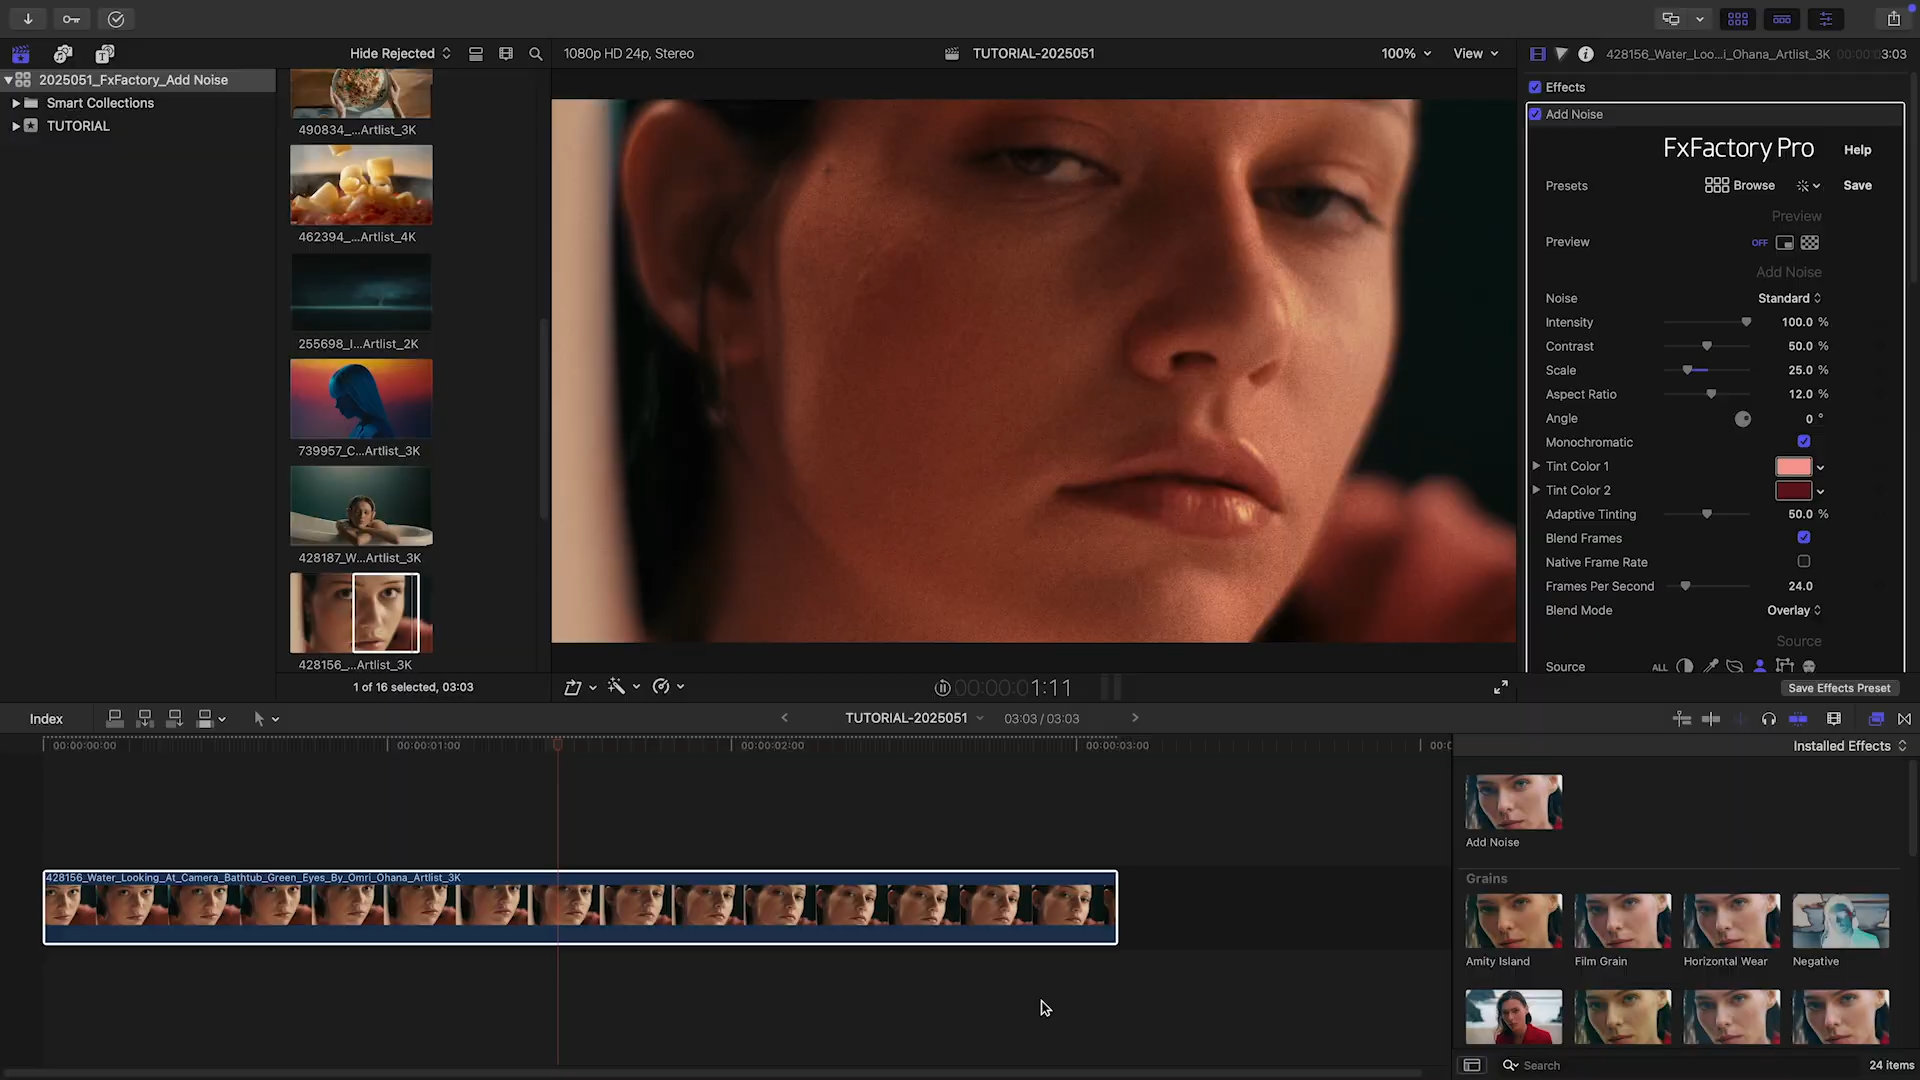 Hide Rejected
1080p HD 24p, Stereo
TUTORIAL-2025051
100%
View
428156_Water_Loo...i_Ohana_Artlist_3K
00:00:03:03
2025051_FxFactory_Add Noise
Smart Collections
TUTORIAL
490834_...Artlist_3K
462394_...Artlist_4K
255698_I...Artlist_2K
739957_C...Artlist_3K
428187_W...Artlist_3K
428156_...Artlist_3K
1 of 16 selected, 03:03
00:00:01:11
Effects
Add Noise
FxFactory Pro
Help
Presets
Browse
Save
Preview
Preview
OFF
Add Noise
Noise
Standard
Intensity
100.0 %
Contrast
50.0 %
Scale
25.0 %
Aspect Ratio
12.0 %
Angle
0 °
Monochromatic
Tint Color 1
Tint Color 2
Adaptive Tinting
50.0 %
Blend Frames
Native Frame Rate
Frames Per Second
24.0
Blend Mode
Overlay
Source
Source
ALL
Save Effects Preset
Index
TUTORIAL-2025051
03:03 / 03:03
00:00:00:00
00:00:01:00
00:00:02:00
00:00:03:00
428156_Water_Looking_At_Camera_Bathtub_Green_Eyes_By_Omri_Ohana_Artlist_3K
Installed Effects
Add Noise
Grains
Amity Island
Film Grain
Horizontal Wear
Negative
Search
24 items